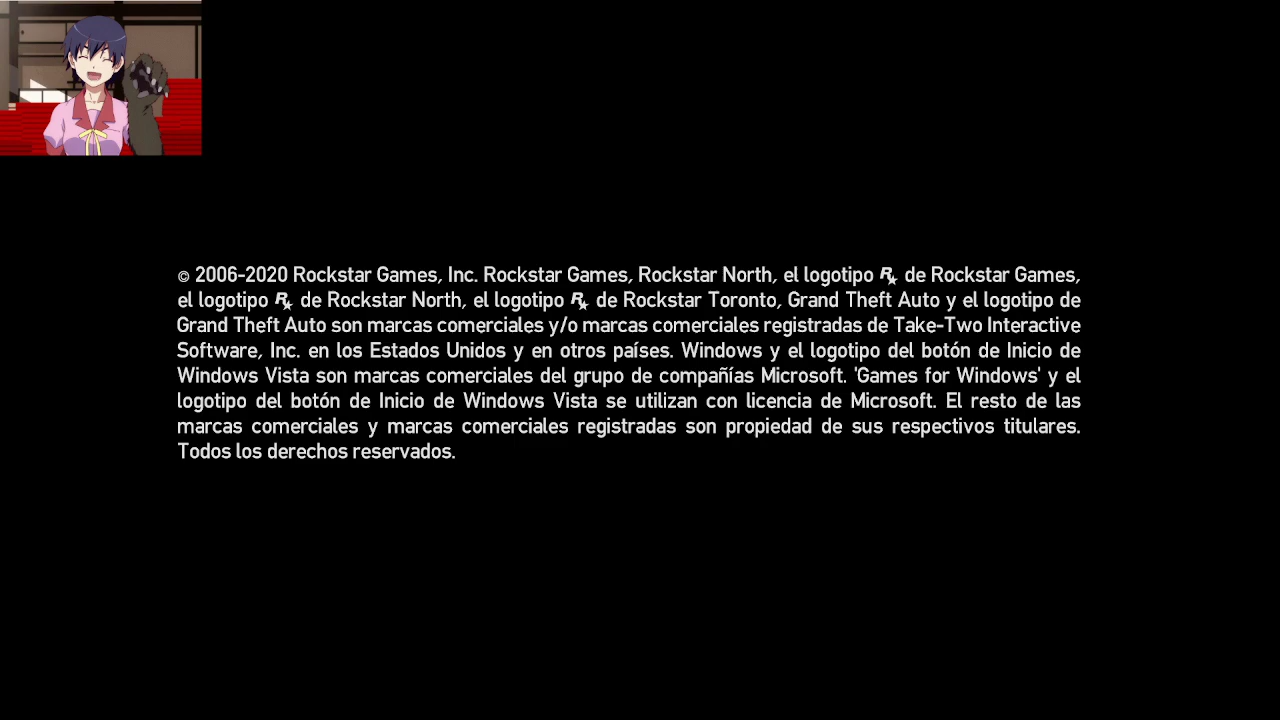 © 2006-2020 Rockstar Games, Inc. Rockstar Games, Rockstar North, el logotipo R★ de Rockstar Games,
el logotipo R★ de Rockstar North, el logotipo R★ de Rockstar Toronto, Grand Theft Auto y el logotipo de
Grand Theft Auto son marcas comerciales y/o marcas comerciales registradas de Take-Two Interactive
Software, Inc. en los Estados Unidos y en otros países. Windows y el logotipo del botón de Inicio de
Windows Vista son marcas comerciales del grupo de compañías Microsoft. 'Games for Windows' y el
logotipo del botón de Inicio de Windows Vista se utilizan con licencia de Microsoft. El resto de las
marcas comerciales y marcas comerciales registradas son propiedad de sus respectivos titulares.
Todos los derechos reservados.